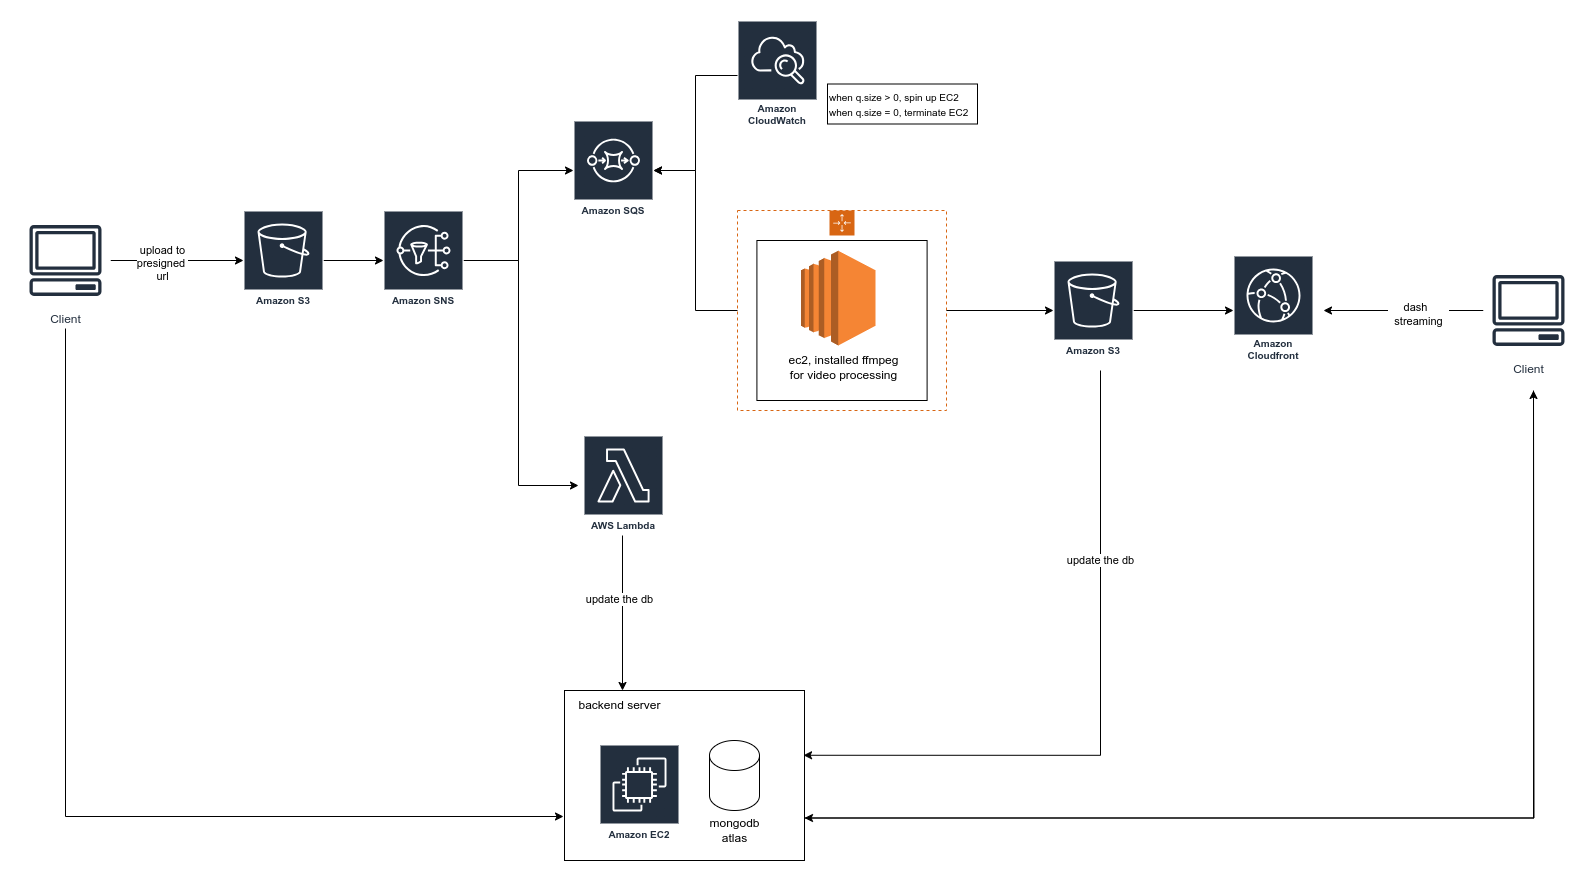 Amazon
CloudWatch
when q.size > 0, spin up EC2
when q.size = 0, terminate EC2
Amazon SQS
Client
upload to
presigned
url
Amazon S3
Amazon SNS
ec2, installed ffmpeg
for video processing
Amazon S3
Amazon
Cloudfront
dash
streaming
Client
AWS Lambda
update the db
update the db
backend server
Amazon EC2
mongodb
atlas